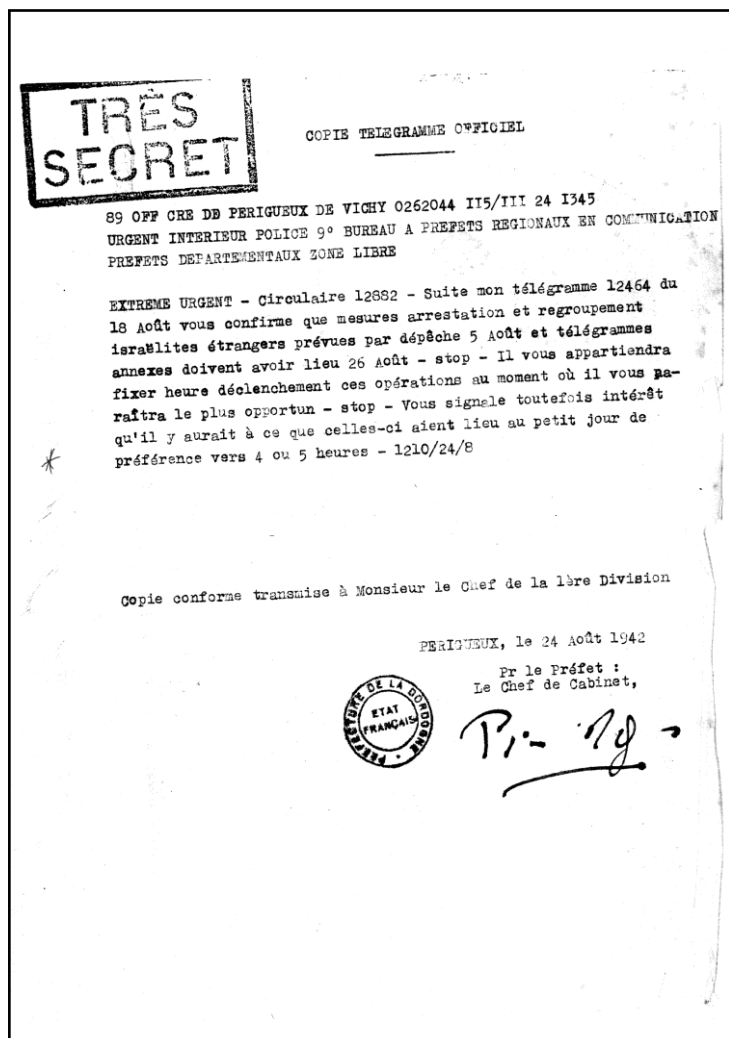 TRÈS
SECRET
COPIE TELEGRAMME OFFICIEL
89 OFF CRE DE PERIGUEUX DE VICHY 0262044 II5/III 24 I345
URGENT INTERIEUR POLICE 9° BUREAU A PREFETS REGIONAUX EN COMMUNICATION
PREFETS DEPARTEMENTAUX ZONE LIBRE
EXTREME URGENT - Circulaire 12882 - Suite mon télégramme 12464 du
18 Août vous confirme que mesures arrestation et regroupement
israëlites étrangers prévues par dépêche 5 Août et télégrammes
annexes doivent avoir lieu 26 Août - stop - Il vous appartiendra
fixer heure déclenchement ces opérations au moment où il vous pa-
raîtra le plus opportun - stop - Vous signale toutefois intérêt
qu'il y aurait à ce que celles-ci aient lieu au petit jour de
préférence vers 4 ou 5 heures - 1210/24/8
Copie conforme transmise à Monsieur le Chef de la 1ère Division
PERIGUEUX, le 24 Août 1942
Pr le Préfet :
Le Chef de Cabinet,
PREFECTURE DE LA DORDOGNE
ETAT
FRANÇAIS